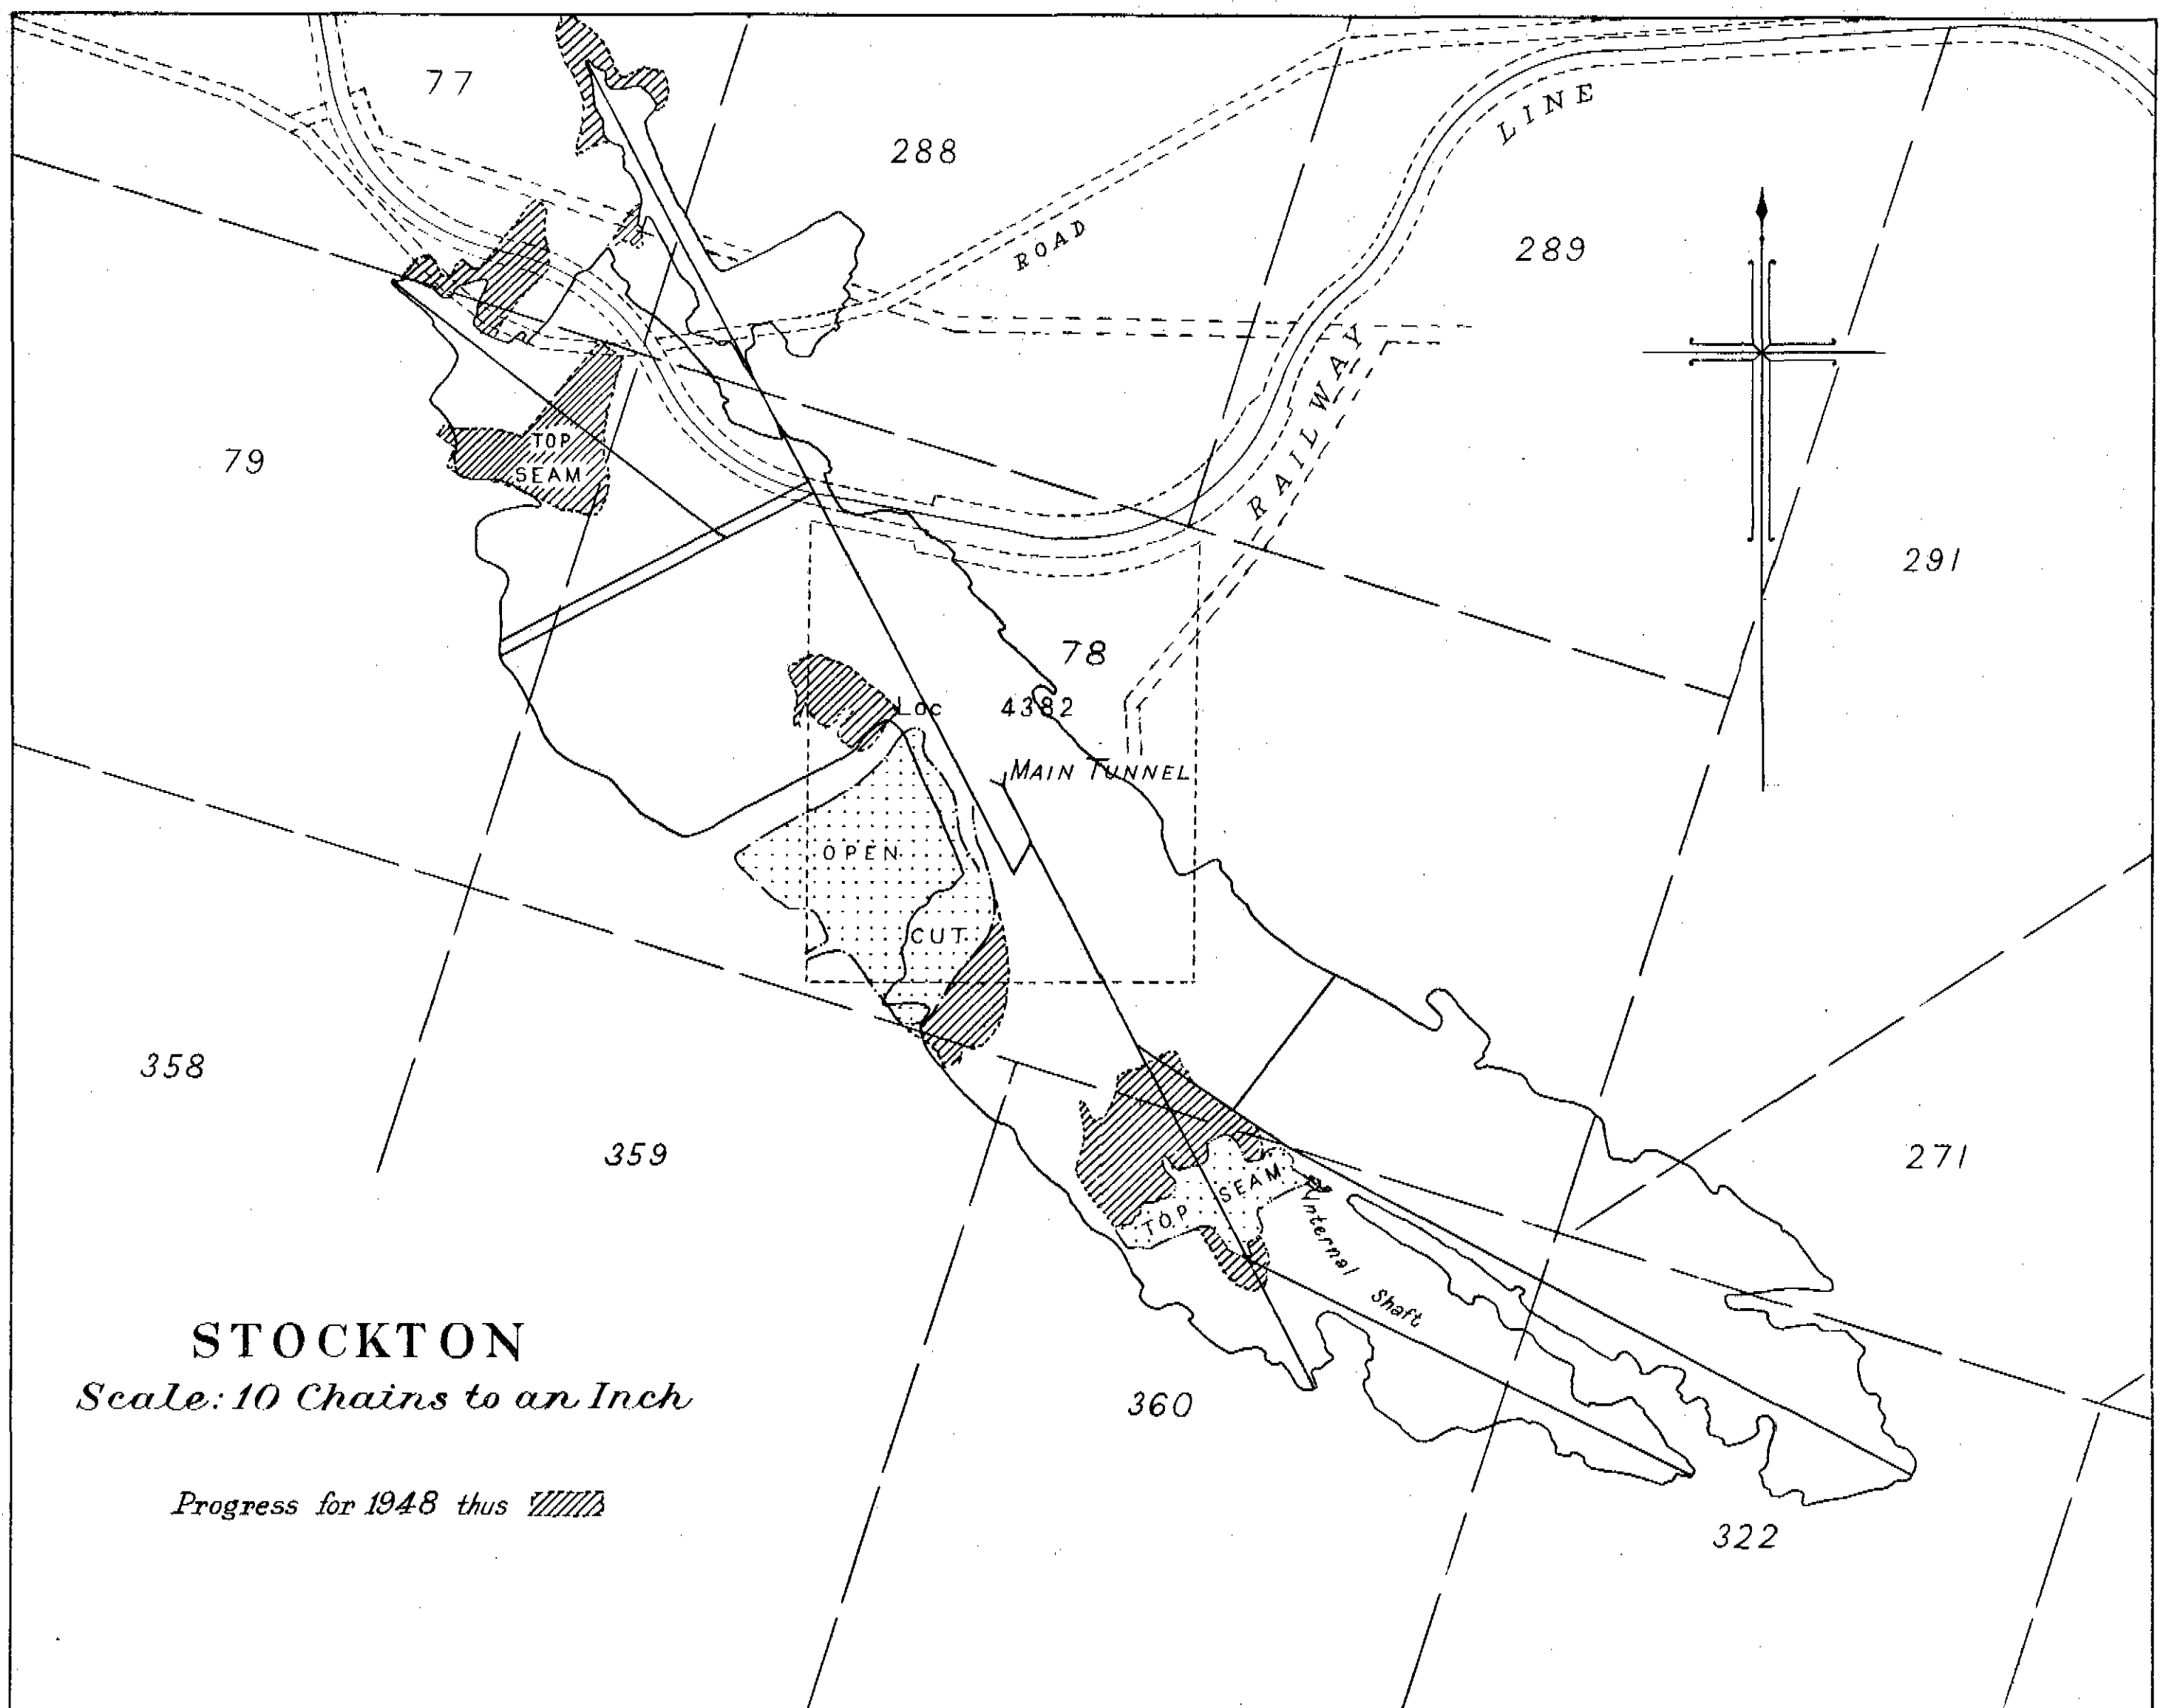 77
288
LINE
ROAD
289
RAILWAY
79
TOP
SEAM
291
78
Loc 4382
MAIN TUNNEL
OPEN
CUT
358
359
271
TOP SEAM
Internal Shaft
STOCKTON
Scale: 10 Chains to an Inch
360
Progress for 1948 thus
322